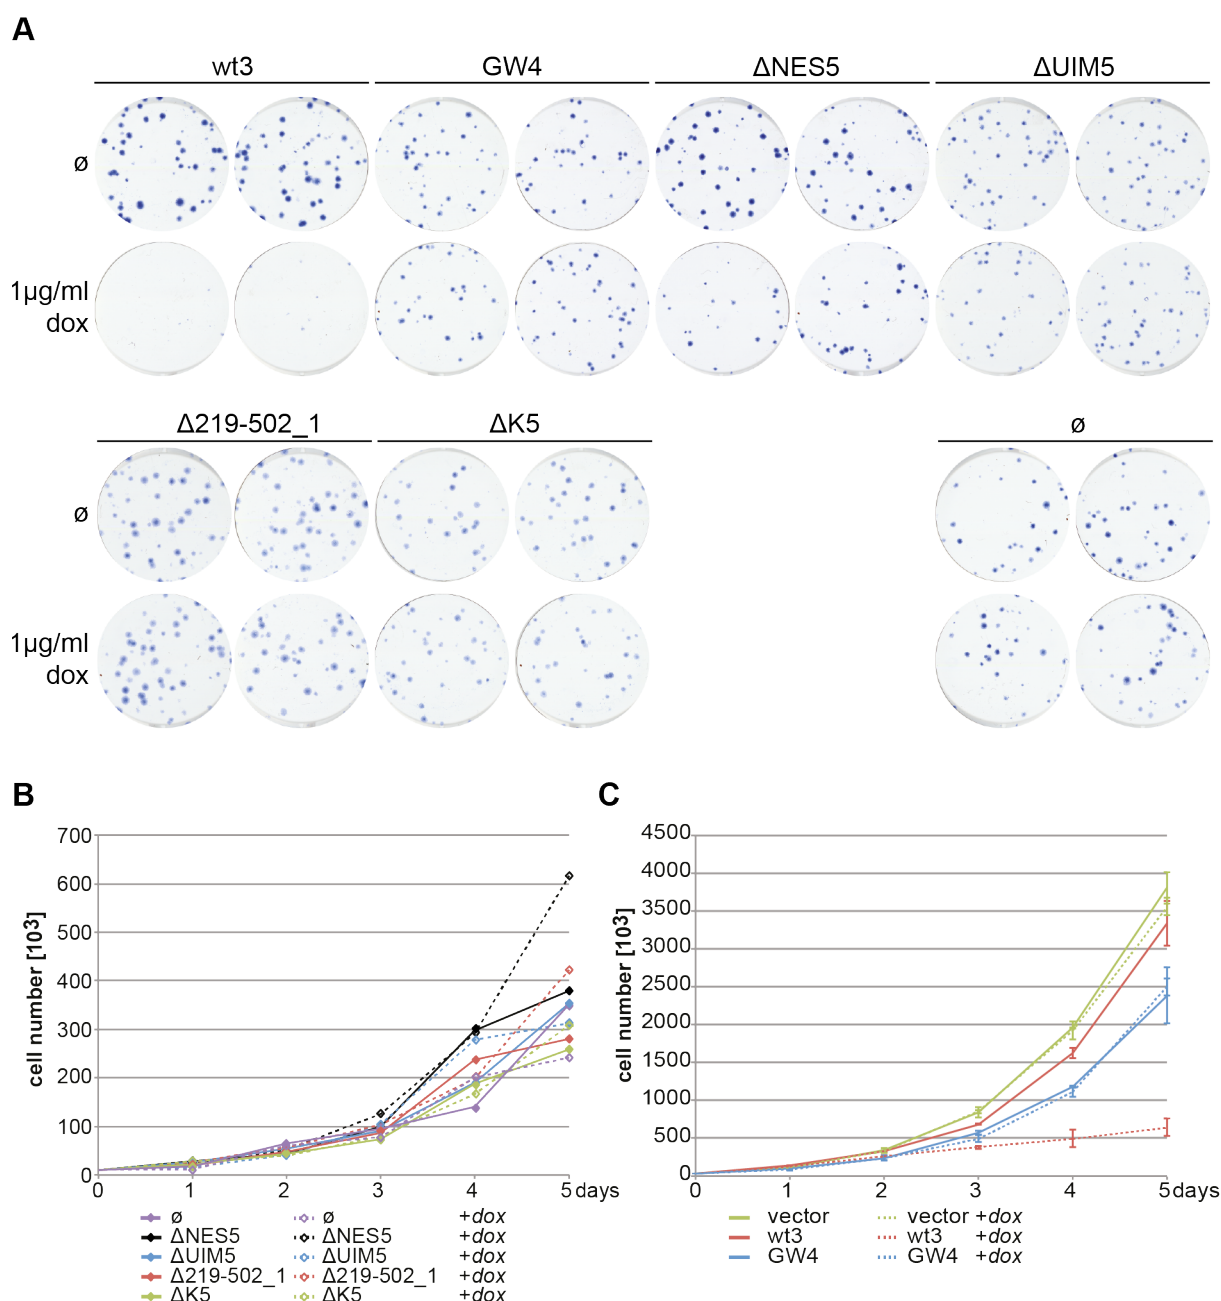 A
wt3 GW4 ΔNES5 ΔUIM5
ø
1µg/ml
dox
Δ219-502_1 ΔK5 ø
ø
1µg/ml
dox
B
700
600
500
400
300
200
100
0
cell number [10³]
0 1 2 3 4 5 days
ø ø +dox
ΔNES5 ΔNES5 +dox
ΔUIM5 ΔUIM5 +dox
Δ219-502_1 Δ219-502_1 +dox
ΔK5 ΔK5 +dox
C
4500
4000
3500
3000
2500
2000
1500
1000
500
0
cell number [10³]
0 1 2 3 4 5 days
vector vector +dox
wt3 wt3 +dox
GW4 GW4 +dox